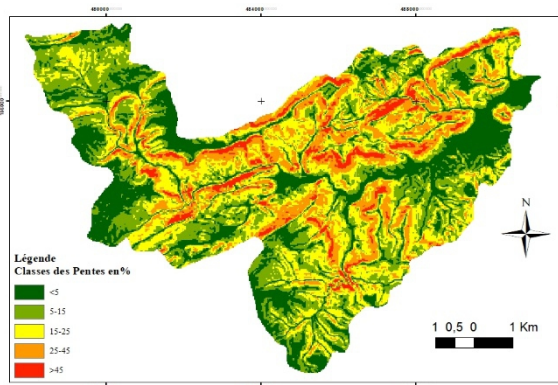 N
Légende
Classes des Pentes en%
<5
5-15
15-25
25-45
>45
1 0,5 0 1 Km